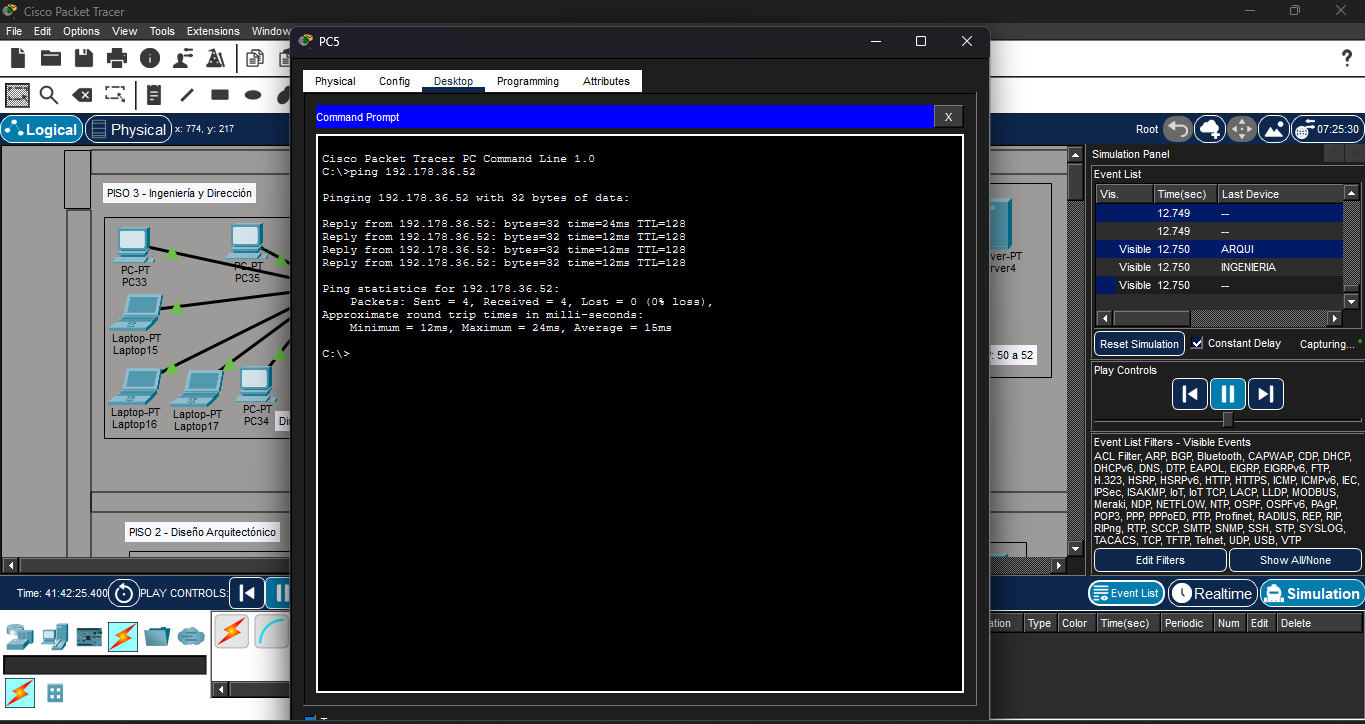 Cisco Packet Tracer
File Edit Options View Tools Extensions Window
Logical Physical x: 774, y: 217
Root 07:25:30
PISO 3 - Ingeniería y Dirección
PC-PT
PC33
PC-PT
PC35
Laptop-PT
Laptop15
Laptop-PT
Laptop16
Laptop-PT
Laptop17
PC-PT
PC34
Di
PISO 2 - Diseño Arquitectónico
PC5
Physical Config Desktop Programming Attributes
Command Prompt X
Cisco Packet Tracer PC Command Line 1.0
C:\>ping 192.178.36.52
Pinging 192.178.36.52 with 32 bytes of data:
Reply from 192.178.36.52: bytes=32 time=24ms TTL=128
Reply from 192.178.36.52: bytes=32 time=12ms TTL=128
Reply from 192.178.36.52: bytes=32 time=12ms TTL=128
Reply from 192.178.36.52: bytes=32 time=12ms TTL=128
Ping statistics for 192.178.36.52:
Packets: Sent = 4, Received = 4, Lost = 0 (0% loss),
Approximate round trip times in milli-seconds:
Minimum = 12ms, Maximum = 24ms, Average = 15ms
C:\>
ver-PT
rver4
: 50 a 52
Simulation Panel
Event List
Vis. Time(sec) Last Device
12.749 --
12.749 --
Visible 12.750 ARQUI
Visible 12.750 INGENIERIA
Visible 12.750 --
Reset Simulation Constant Delay Capturing... *
Play Controls
Event List Filters - Visible Events
ACL Filter, ARP, BGP, Bluetooth, CAPWAP, CDP, DHCP,
DHCPv6, DNS, DTP, EAPOL, EIGRP, EIGRPv6, FTP,
H.323, HSRP, HSRPv6, HTTP, HTTPS, ICMP, ICMPv6, IEC,
IPSec, ISAKMP, IoT, IoT TCP, LACP, LLDP, MODBUS,
Meraki, NDP, NETFLOW, NTP, OSPF, OSPFv6, PAgP,
POP3, PPP, PPPoED, PTP, Profinet, RADIUS, REP, RIP,
RIPng, RTP, SCCP, SMTP, SNMP, SSH, STP, SYSLOG,
TACACS, TCP, TFTP, Telnet, UDP, USB, VTP
Edit Filters Show All/None
Time: 41:42:25.400 PLAY CONTROLS:
Event List Realtime Simulation
ation Type Color Time(sec) Periodic Num Edit Delete